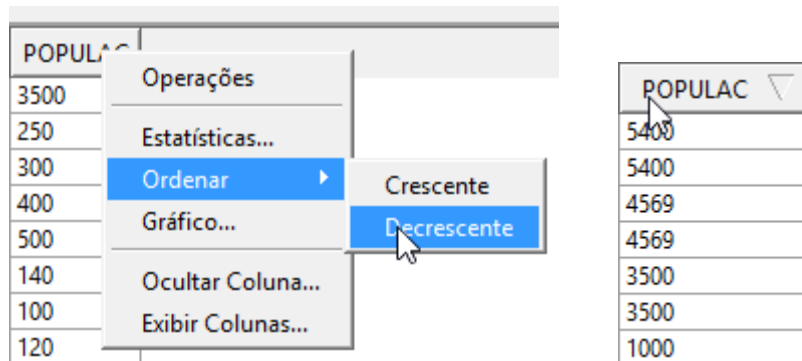 POPULAC
3500
250
300
400
500
140
100
120
Operações
Estatísticas...
Ordenar
Gráfico...
Ocultar Coluna...
Exibir Colunas...
Crescente
Decrescente
POPULAC
5400
5400
4569
4569
3500
3500
1000